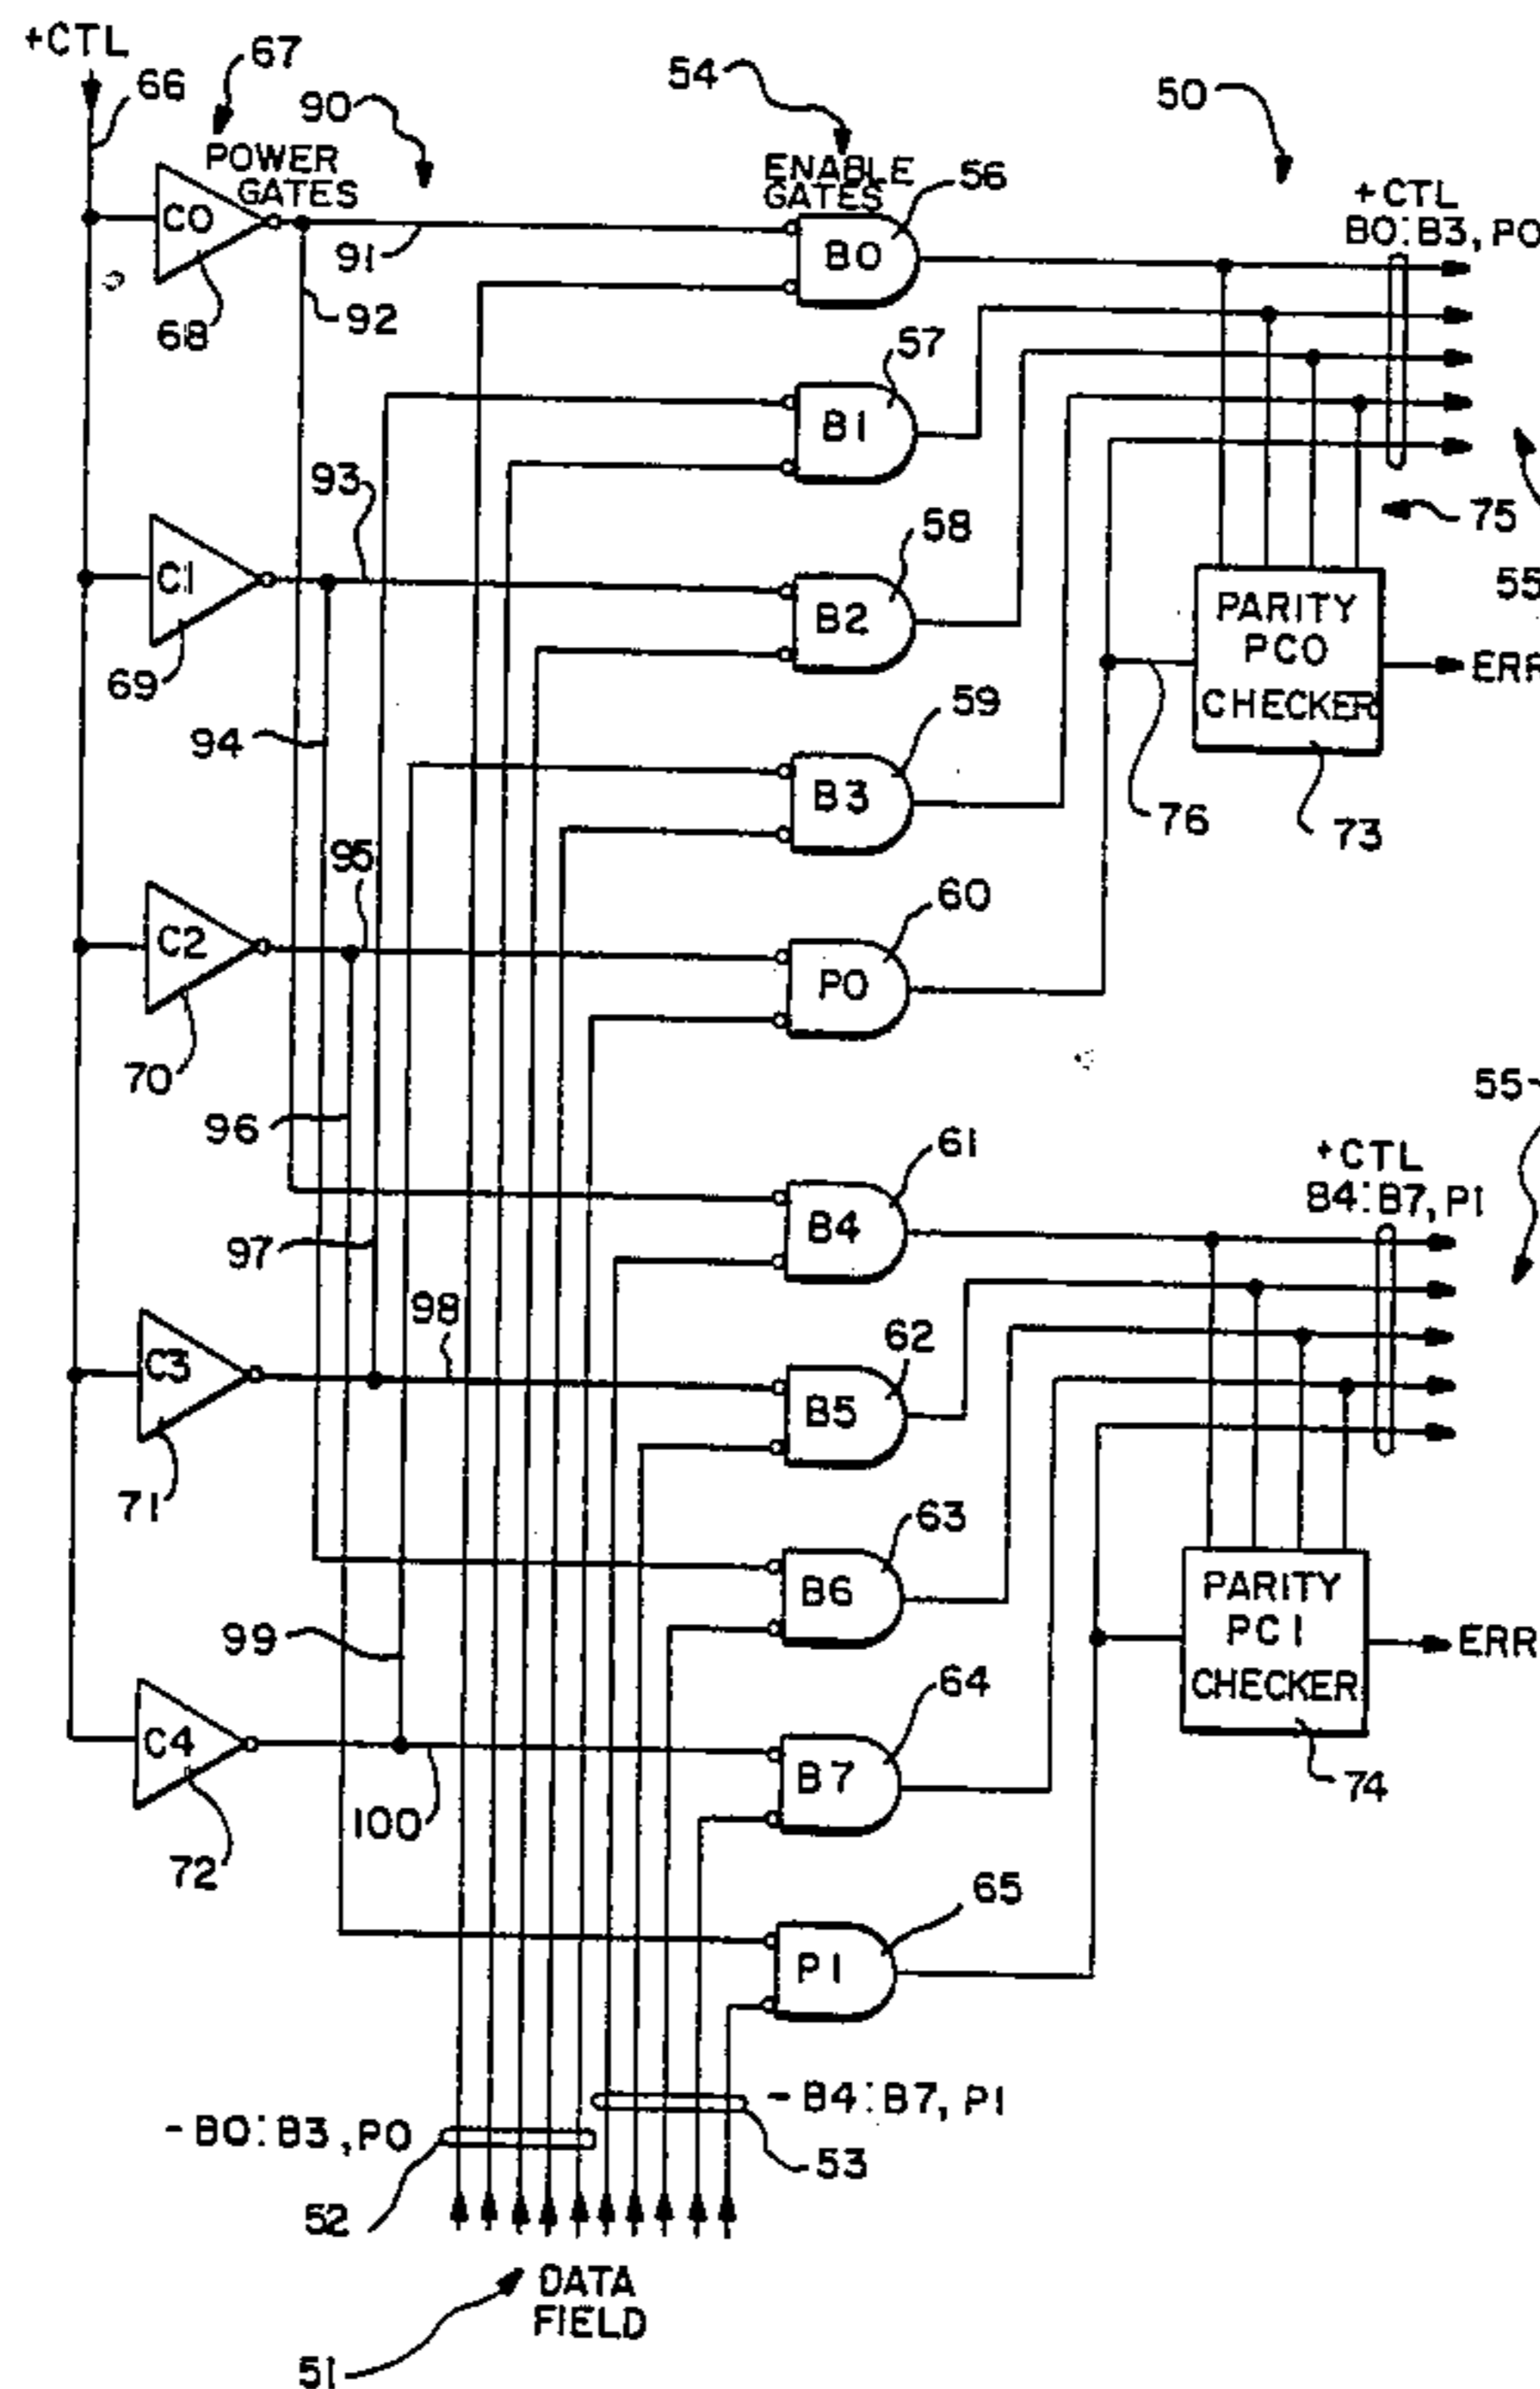 +CTL
66
67
90
54
50
POWER
GATES
ENABLE
GATES
56
+CTL
B0:B3, P0
C0
91
B0
68
92
57
B1
93
75
58
55
C1
B2
PARITY
PC0
CHECKER
ERR
69
94
59
B3
76
73
95
60
C2
P0
70
96
55
61
+CTL
B4:B7, P1
B4
97
98
62
C3
B5
71
63
B6
PARITY
PC1
CHECKER
ERR
99
64
C4
B7
74
100
72
65
P1
-B4:B7, P1
-B0:B3, P0
53
52
DATA
FIELD
51